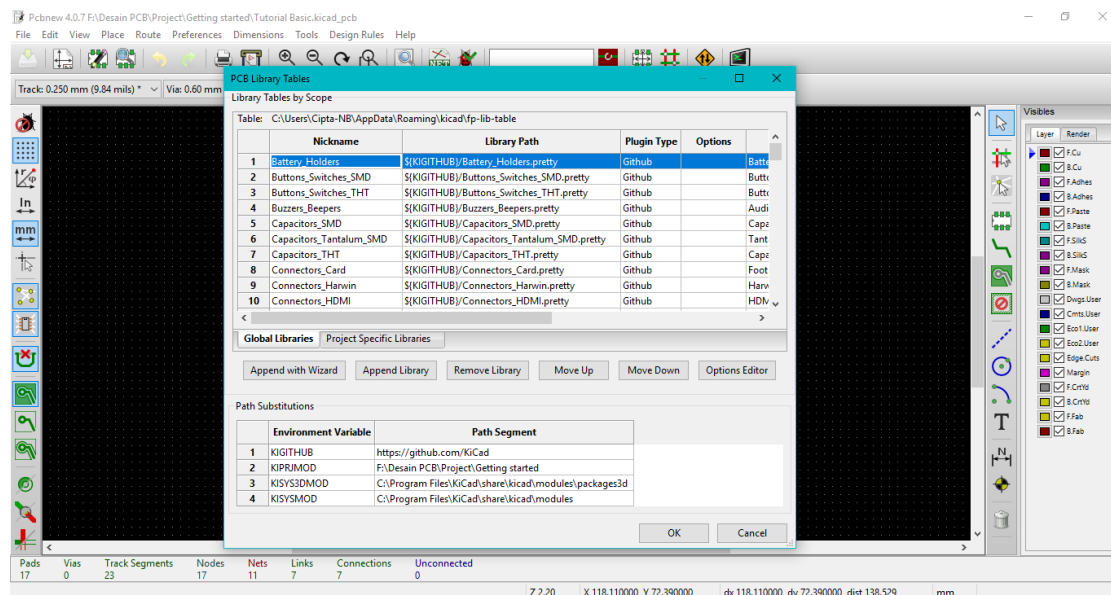 Pcbnew 4.0.7 F:\Desain PCB\Project\Getting started\Tutorial Basic.kicad_pcb
File Edit View Place Route Preferences Dimensions Tools Design Rules Help
Track: 0.250 mm (9.84 mils) * Via: 0.60 mm
PCB Library Tables
Library Tables by Scope
Table: C:\Users\Cipta-NB\AppData\Roaming\kicad\fp-lib-table
Nickname Library Path Plugin Type Options
1 Battery_Holders ${KIGITHUB}/Battery_Holders.pretty Github Batte
2 Buttons_Switches_SMD ${KIGITHUB}/Buttons_Switches_SMD.pretty Github Butto
3 Buttons_Switches_THT ${KIGITHUB}/Buttons_Switches_THT.pretty Github Butto
4 Buzzers_Beepers ${KIGITHUB}/Buzzers_Beepers.pretty Github Audi
5 Capacitors_SMD ${KIGITHUB}/Capacitors_SMD.pretty Github Capa
6 Capacitors_Tantalum_SMD ${KIGITHUB}/Capacitors_Tantalum_SMD.pretty Github Tant
7 Capacitors_THT ${KIGITHUB}/Capacitors_THT.pretty Github Capa
8 Connectors_Card ${KIGITHUB}/Connectors_Card.pretty Github Foot
9 Connectors_Harwin ${KIGITHUB}/Connectors_Harwin.pretty Github Harw
10 Connectors_HDMI ${KIGITHUB}/Connectors_HDMI.pretty Github HDM
Global Libraries Project Specific Libraries
Append with Wizard Append Library Remove Library Move Up Move Down Options Editor
Path Substitutions
Environment Variable Path Segment
1 KIGITHUB https://github.com/KiCad
2 KIPRJMOD F:\Desain PCB\Project\Getting started
3 KISYS3DMOD C:\Program Files\KiCad\share\kicad\modules\packages3d
4 KISYSMOD C:\Program Files\KiCad\share\kicad\modules
OK Cancel
In
mm
T
N
Visibles
Layer Render
F.Cu
B.Cu
F.Adhes
B.Adhes
F.Paste
B.Paste
F.SilkS
B.SilkS
F.Mask
B.Mask
Dwgs.User
Cmts.User
Eco1.User
Eco2.User
Edge.Cuts
Margin
F.CrtYd
B.CrtYd
F.Fab
B.Fab
Pads Vias Track Segments Nodes Nets Links Connections Unconnected
17 0 23 17 11 7 7 0
Z 2.20 X 118.110000 Y 72.390000 dx 118.110000 dy 72.390000 dist 138.529 mm